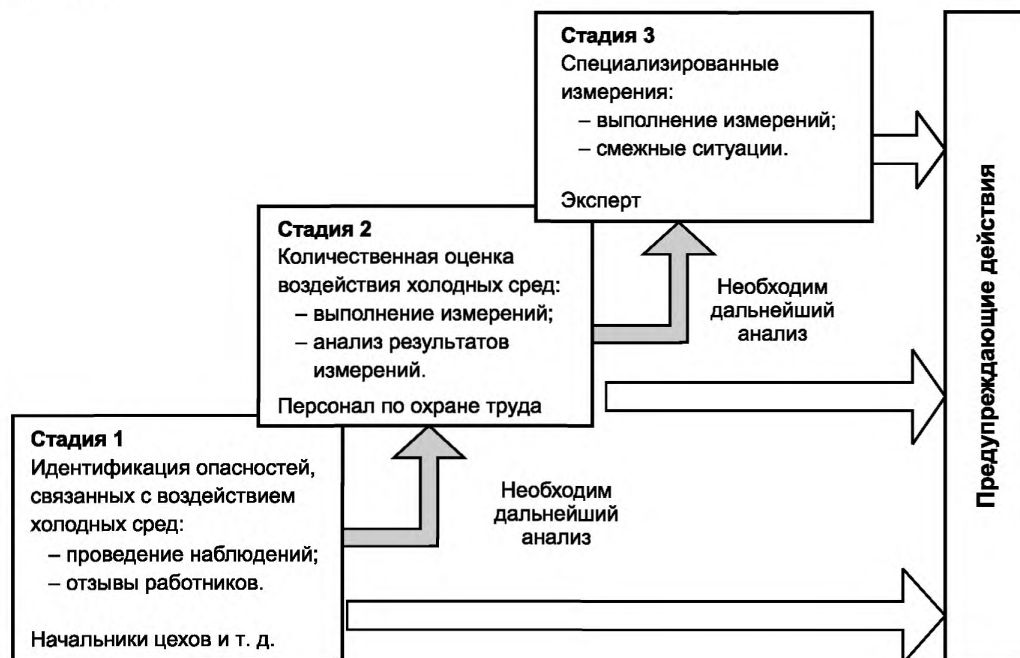 Стадия 3
Специализированные
измерения:
– выполнение измерений;
– смежные ситуации.
Эксперт
Стадия 2
Количественная оценка
воздействия холодных сред:
– выполнение измерений;
– анализ результатов
измерений.
Персонал по охране труда
Необходим
дальнейший
анализ
Стадия 1
Идентификация опасностей,
связанных с воздействием
холодных сред:
– проведение наблюдений;
– отзывы работников.
Начальники цехов и т. д.
Необходим
дальнейший
анализ
Предупреждающие действия